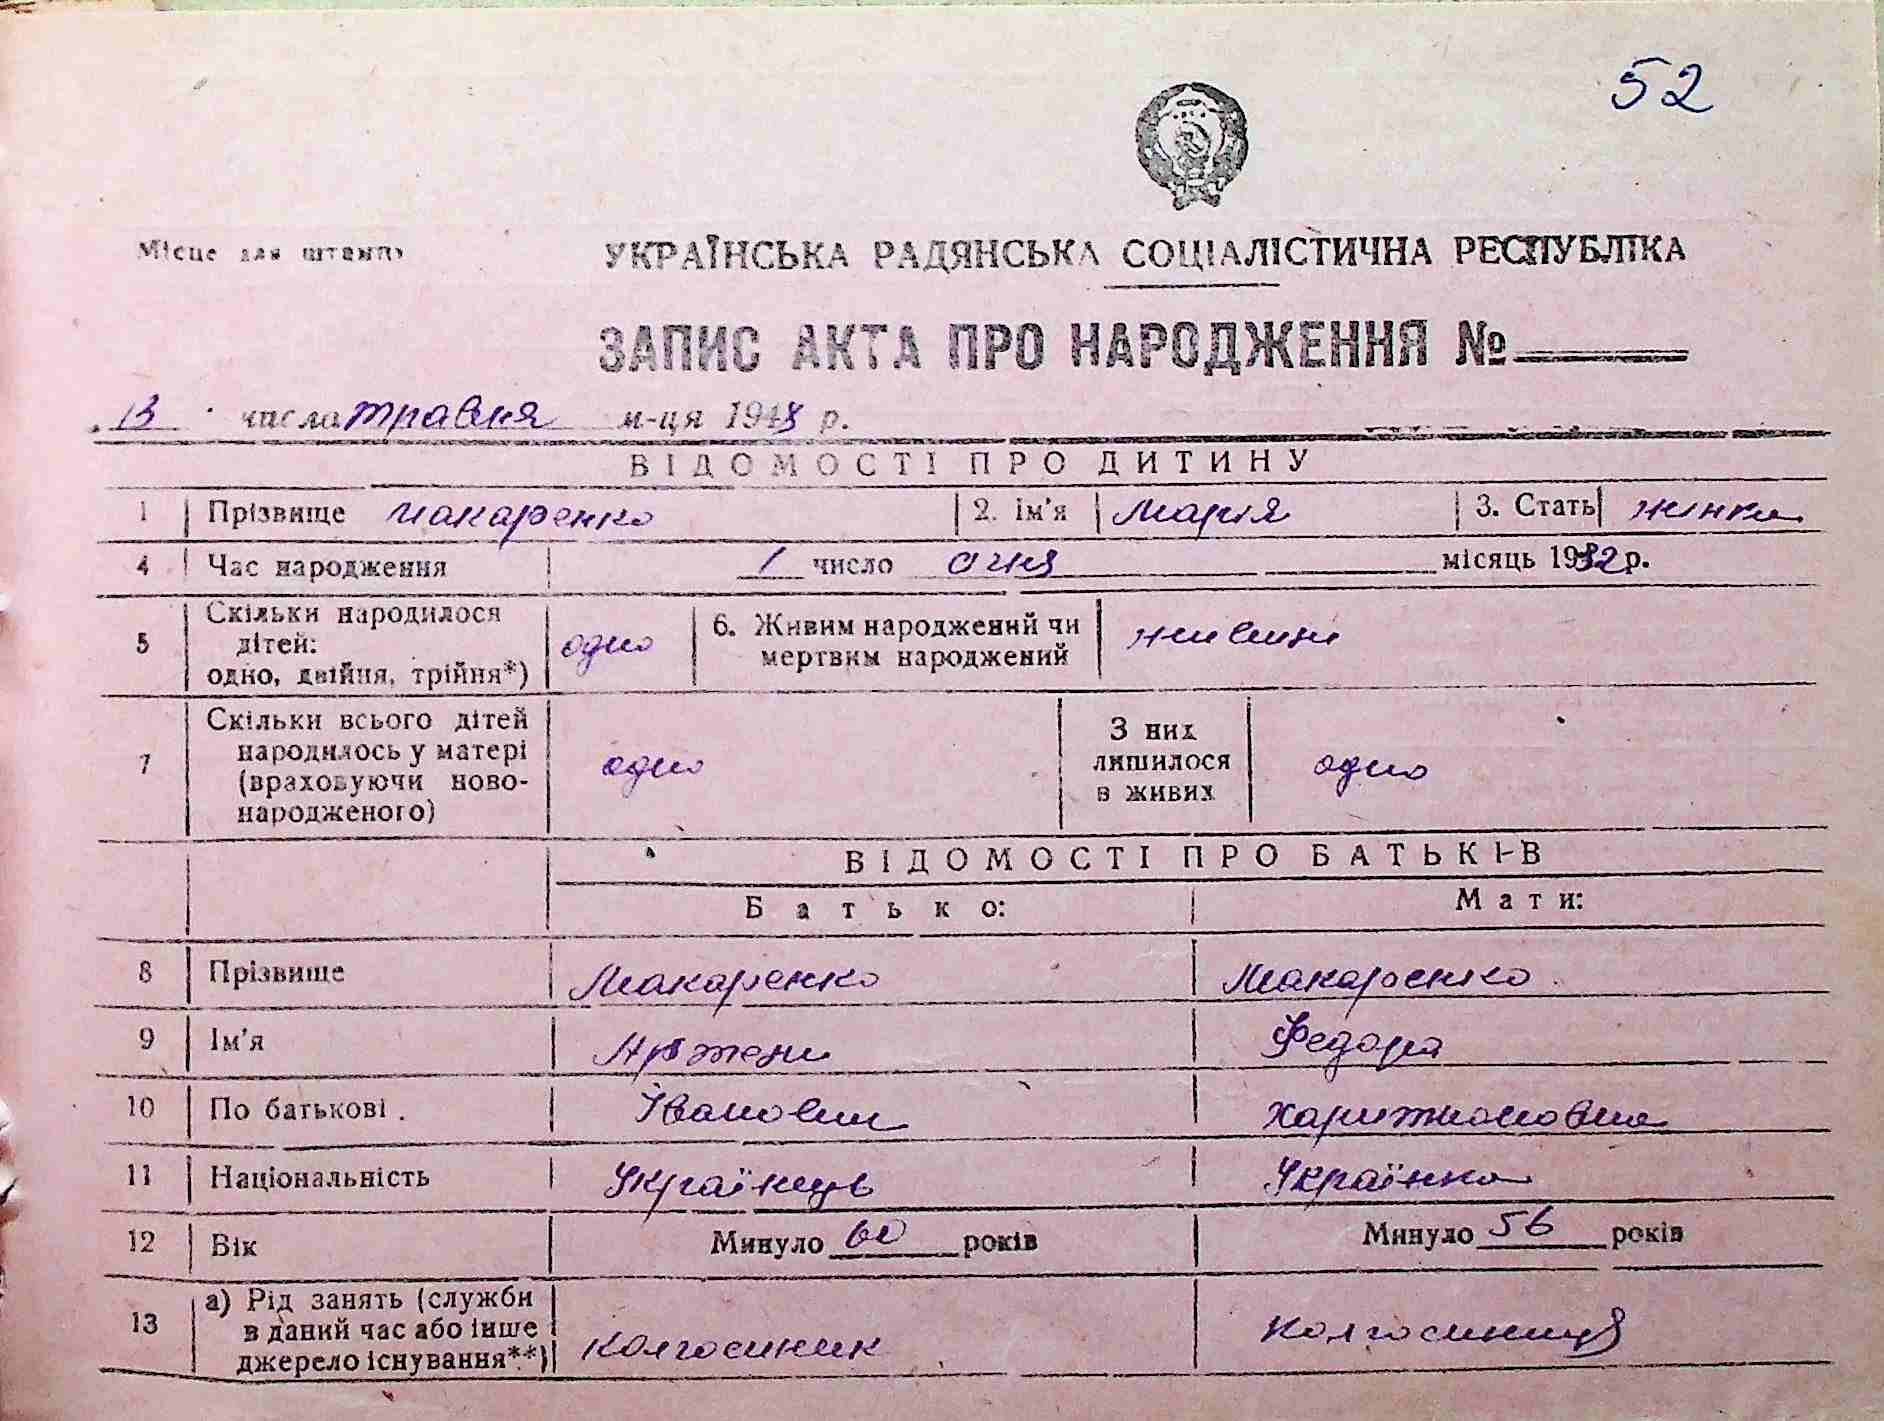 52
Місце для штампу
УКРАЇНСЬКА РАДЯНСЬКА СОЦІАЛІСТИЧНА РЕСПУБЛІКА
ЗАПИС АКТА ПРО НАРОДЖЕННЯ №
13 числа травня м-ця 1948 р.
ВІДОМОСТІ ПРО ДИТИНУ
1 Прізвище Макаренко 2. Ім'я Марія 3. Стать жінка
4 Час народження 1 число січня місяць 1932 р.
5 Скільки народилося дітей: одно, двійня, трійня*) одно 6. Живим народжений чи мертвим народжений живим
7 Скільки всього дітей народилось у матері (враховуючи ново-народженого) одно З них лишилося в живих одно
ВІДОМОСТІ ПРО БАТЬКІВ
Батько: Мати:
8 Прізвище Макаренко Макаренко
9 Ім'я Артем Федора
10 По батькові. Іванович Харитоновна
11 Національність Українець Українка
12 Вік Минуло 60 років Минуло 56 років
13 а) Рід занять (служби в даний час або інше джерело існування**) колгоспник колгоспниця